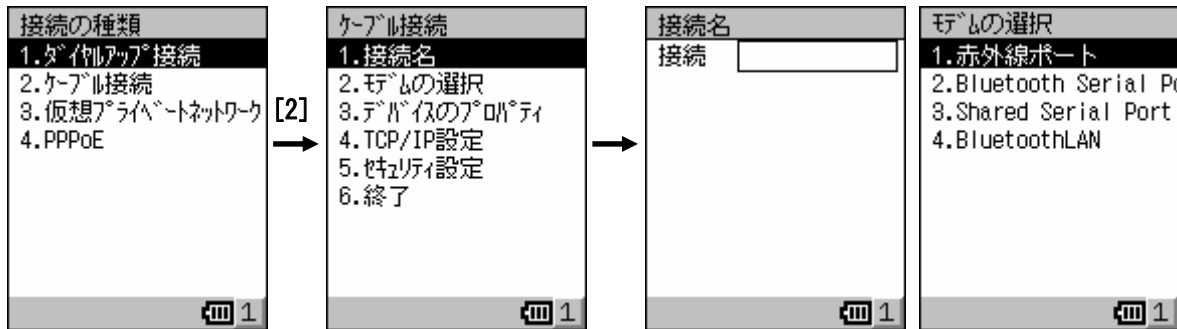 接続の種類
1.ﾀﾞｲﾔﾙｱｯﾌﾟ接続
2.ｹｰﾌﾞﾙ接続
3.仮想ﾌﾟﾗｲﾍﾞｰﾄﾈｯﾄﾜｰｸ
4.PPPoE
1
[2]
ｹｰﾌﾞﾙ接続
1.接続名
2.ﾓﾃﾞﾑの選択
3.ﾃﾞﾊﾞｲｽのﾌﾟﾛﾊﾟﾃｨ
4.TCP/IP設定
5.ｾｷｭﾘﾃｨ設定
6.終了
1
接続名
接続
1
ﾓﾃﾞﾑの選択
1.赤外線ポート
2.Bluetooth Serial Po
3.Shared Serial Port
4.BluetoothLAN
1